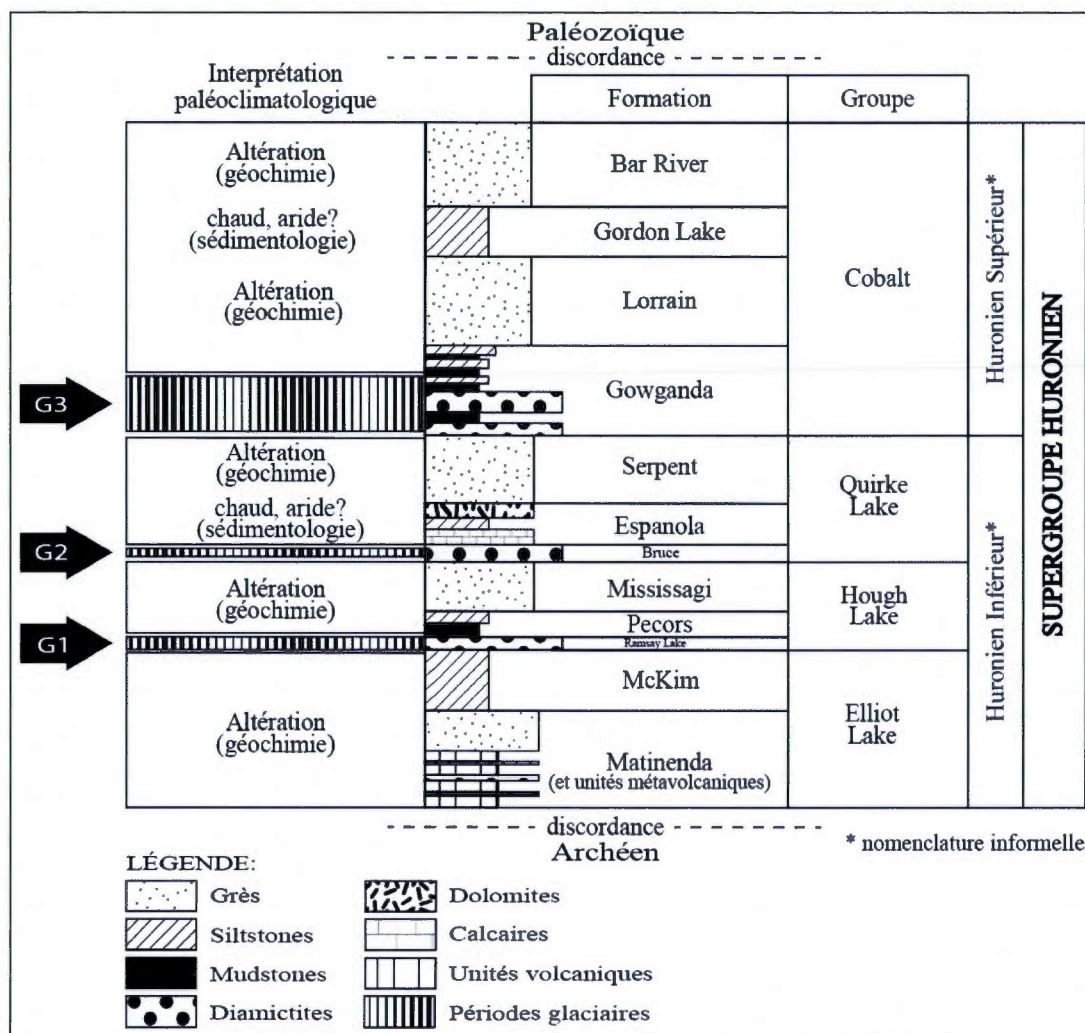 Paléozoïque
discordance
Interprétation
paléoclimatologique
Formation
Groupe
Altération
(géochimie)
Bar River
chaud, aride?
(sédimentologie)
Gordon Lake
Altération
(géochimie)
Lorrain
Cobalt
Huronien Supérieur*
G3
Gowganda
Altération
(géochimie)
Serpent
chaud, aride?
(sédimentologie)
Espanola
Quirke
Lake
G2
Bruce
Altération
(géochimie)
Mississagi
Pecors
Hough
Lake
G1
Ramsay Lake
McKim
Altération
(géochimie)
Matinenda
(et unités métavolcaniques)
Elliot
Lake
Huronien Inférieur*
SUPERGROUPE HURONIEN
discordance
Archéen
* nomenclature informelle
LÉGENDE:
Grès
Dolomites
Siltstones
Calcaires
Mudstones
Unités volcaniques
Diamictites
Périodes glaciaires